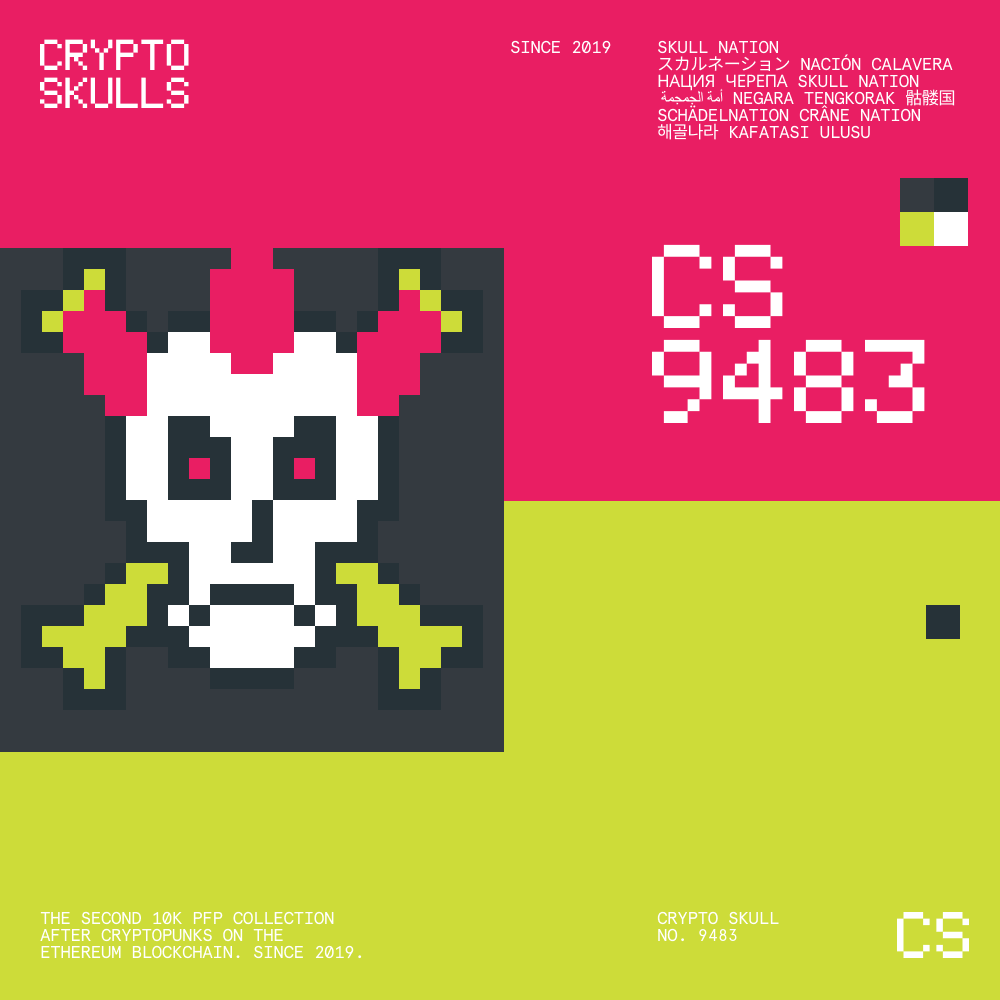 CRYPTO
SKULLS
SINCE 2019
SKULL NATION
スカルネーション NACIÓN CALAVERA
НАЦИЯ ЧЕРЕПА SKULL NATION
أمة الجمجمة NEGARA TENGKORAK 骷髅国
SCHÄDELNATION CRÂNE NATION
해골나라 KAFATASI ULUSU
CS
9483
THE SECOND 10K PFP COLLECTION
AFTER CRYPTOPUNKS ON THE
ETHEREUM BLOCKCHAIN. SINCE 2019.
CRYPTO SKULL
NO. 9483
CS